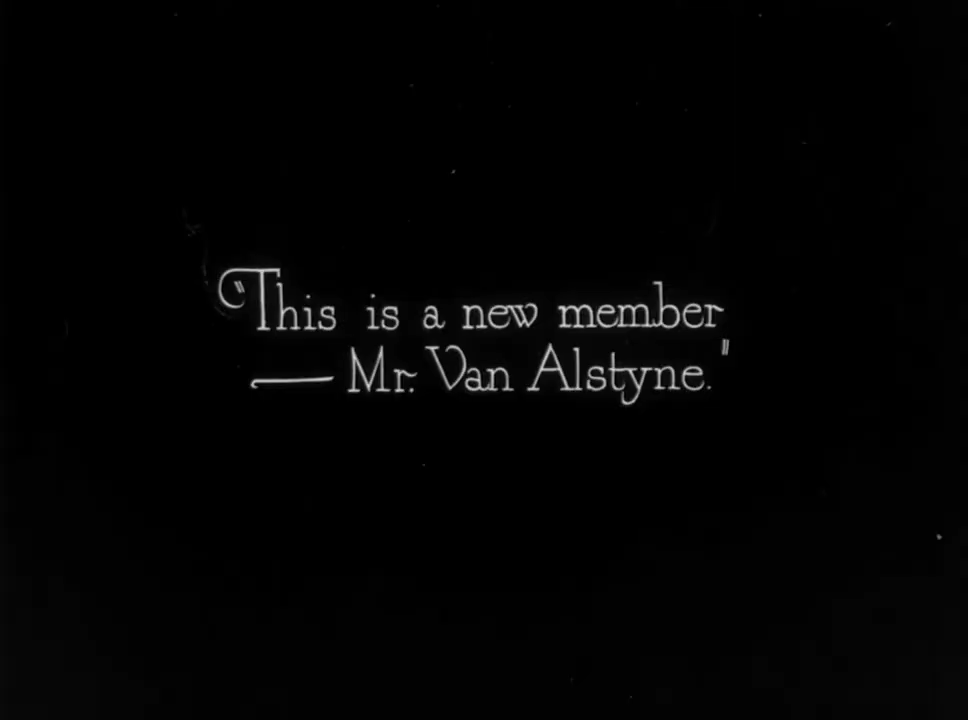 "This is a new member
— Mr. Van Alstyne."